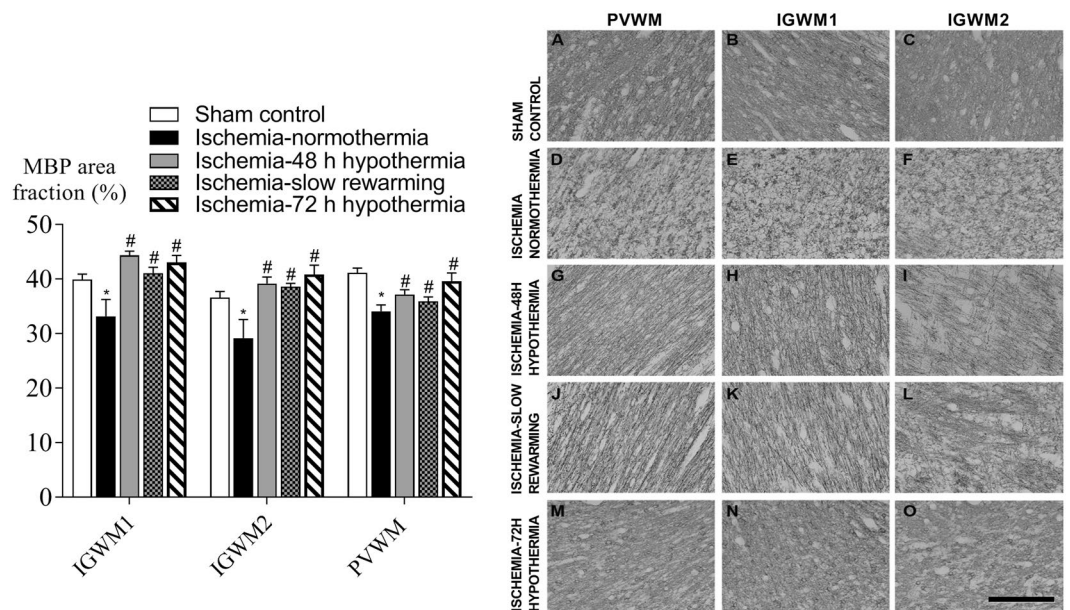 Sham control
Ischemia-normothermia
Ischemia-48 h hypothermia
Ischemia-slow rewarming
Ischemia-72 h hypothermia
MBP area
fraction (%)
50
40
30
20
10
0
# # #
*
# # #
*
# # #
*
IGWM1
IGWM2
PVWM
PVWM IGWM1 IGWM2
SHAM
CONTROL
A B C
ISCHEMIA
NORMOTHERMIA
D E F
ISCHEMIA-48H
HYPOTHERMIA
G H I
ISCHEMIA-SLOW
REWARMING
J K L
ISCHEMIA-72H
HYPOTHERMIA
M N O